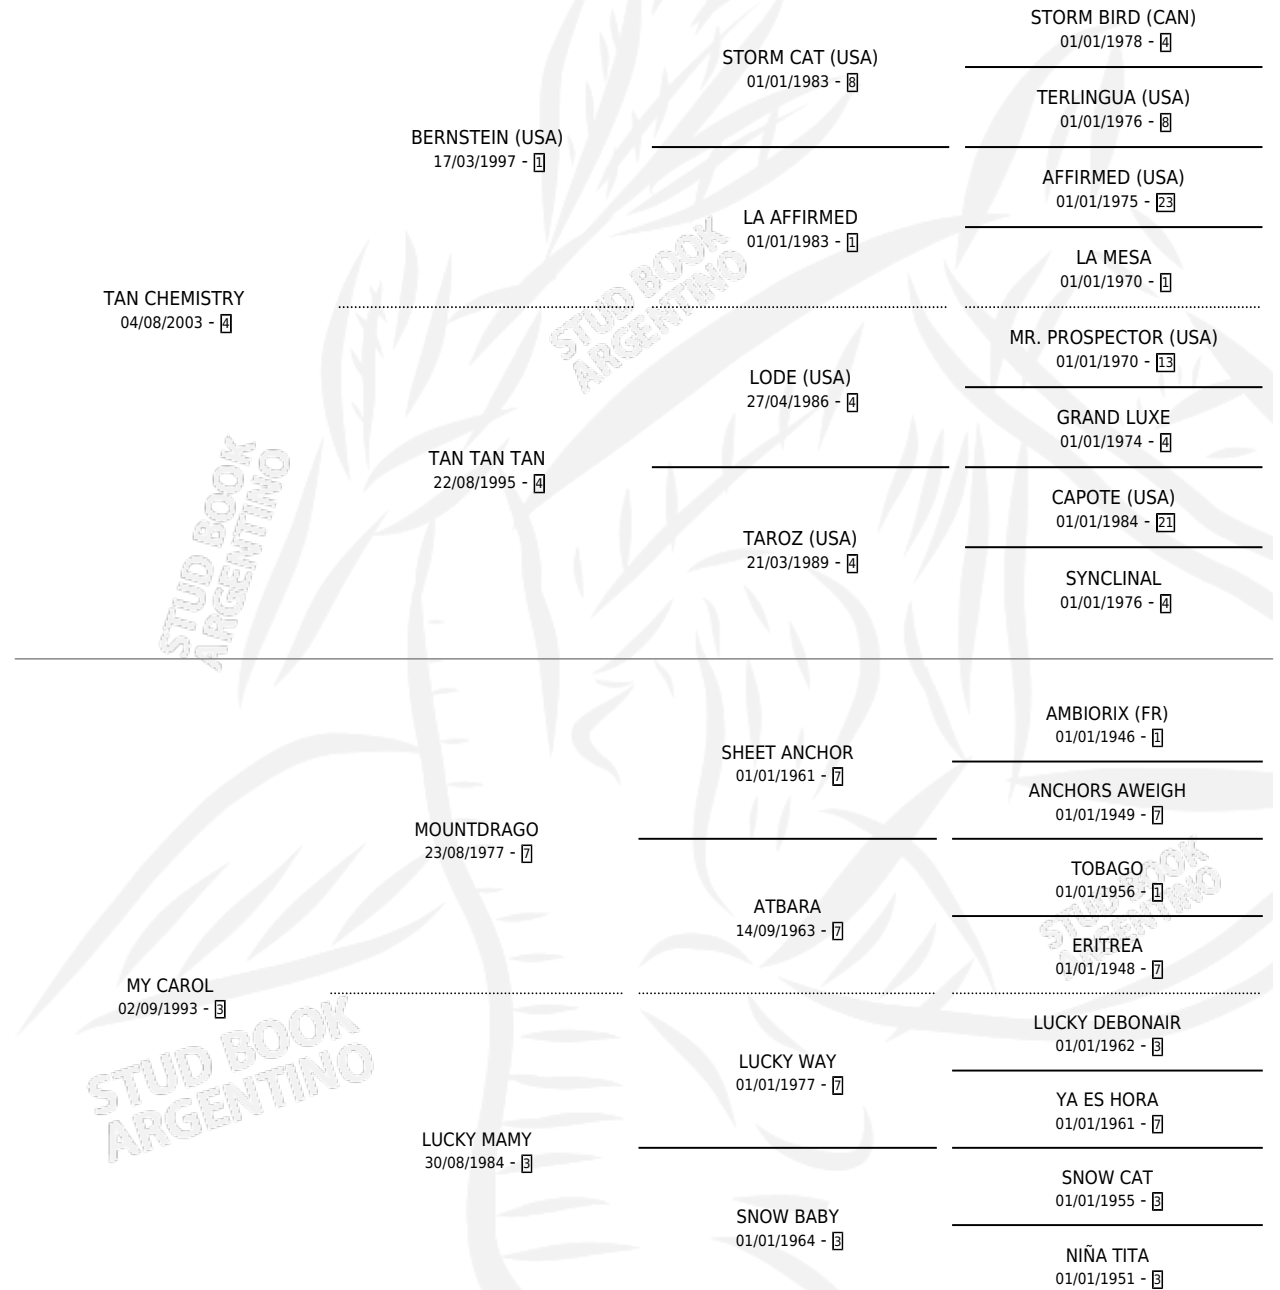 STORM BIRD (CAN)
01/01/1978 - 4
STORM CAT (USA)
01/01/1983 - 8
TERLINGUA (USA)
01/01/1976 - 8
BERNSTEIN (USA)
17/03/1997 - 1
AFFIRMED (USA)
01/01/1975 - 23
LA AFFIRMED
01/01/1983 - 1
LA MESA
01/01/1970 - 1
TAN CHEMISTRY
04/08/2003 - 4
MR. PROSPECTOR (USA)
01/01/1970 - 13
LODE (USA)
27/04/1986 - 4
GRAND LUXE
01/01/1974 - 4
TAN TAN TAN
22/08/1995 - 4
CAPOTE (USA)
01/01/1984 - 21
TAROZ (USA)
21/03/1989 - 4
SYNCLINAL
01/01/1976 - 4
STUD BOOK
ARGENTINO
STUD BOOK
ARGENTINO
AMBIORIX (FR)
01/01/1946 - 1
SHEET ANCHOR
01/01/1961 - 7
ANCHORS AWEIGH
01/01/1949 - 7
MOUNTDRAGO
23/08/1977 - 7
TOBAGO
01/01/1956 - 1
ATBARA
14/09/1963 - 7
ERITREA
01/01/1948 - 7
STUD BOOK
ARGENTINO
MY CAROL
02/09/1993 - 3
LUCKY DEBONAIR
01/01/1962 - 3
LUCKY WAY
01/01/1977 - 7
YA ES HORA
01/01/1961 - 7
LUCKY MAMY
30/08/1984 - 3
SNOW CAT
01/01/1955 - 3
SNOW BABY
01/01/1964 - 3
NIÑA TITA
01/01/1951 - 3
STUD BOOK
ARGENTINO